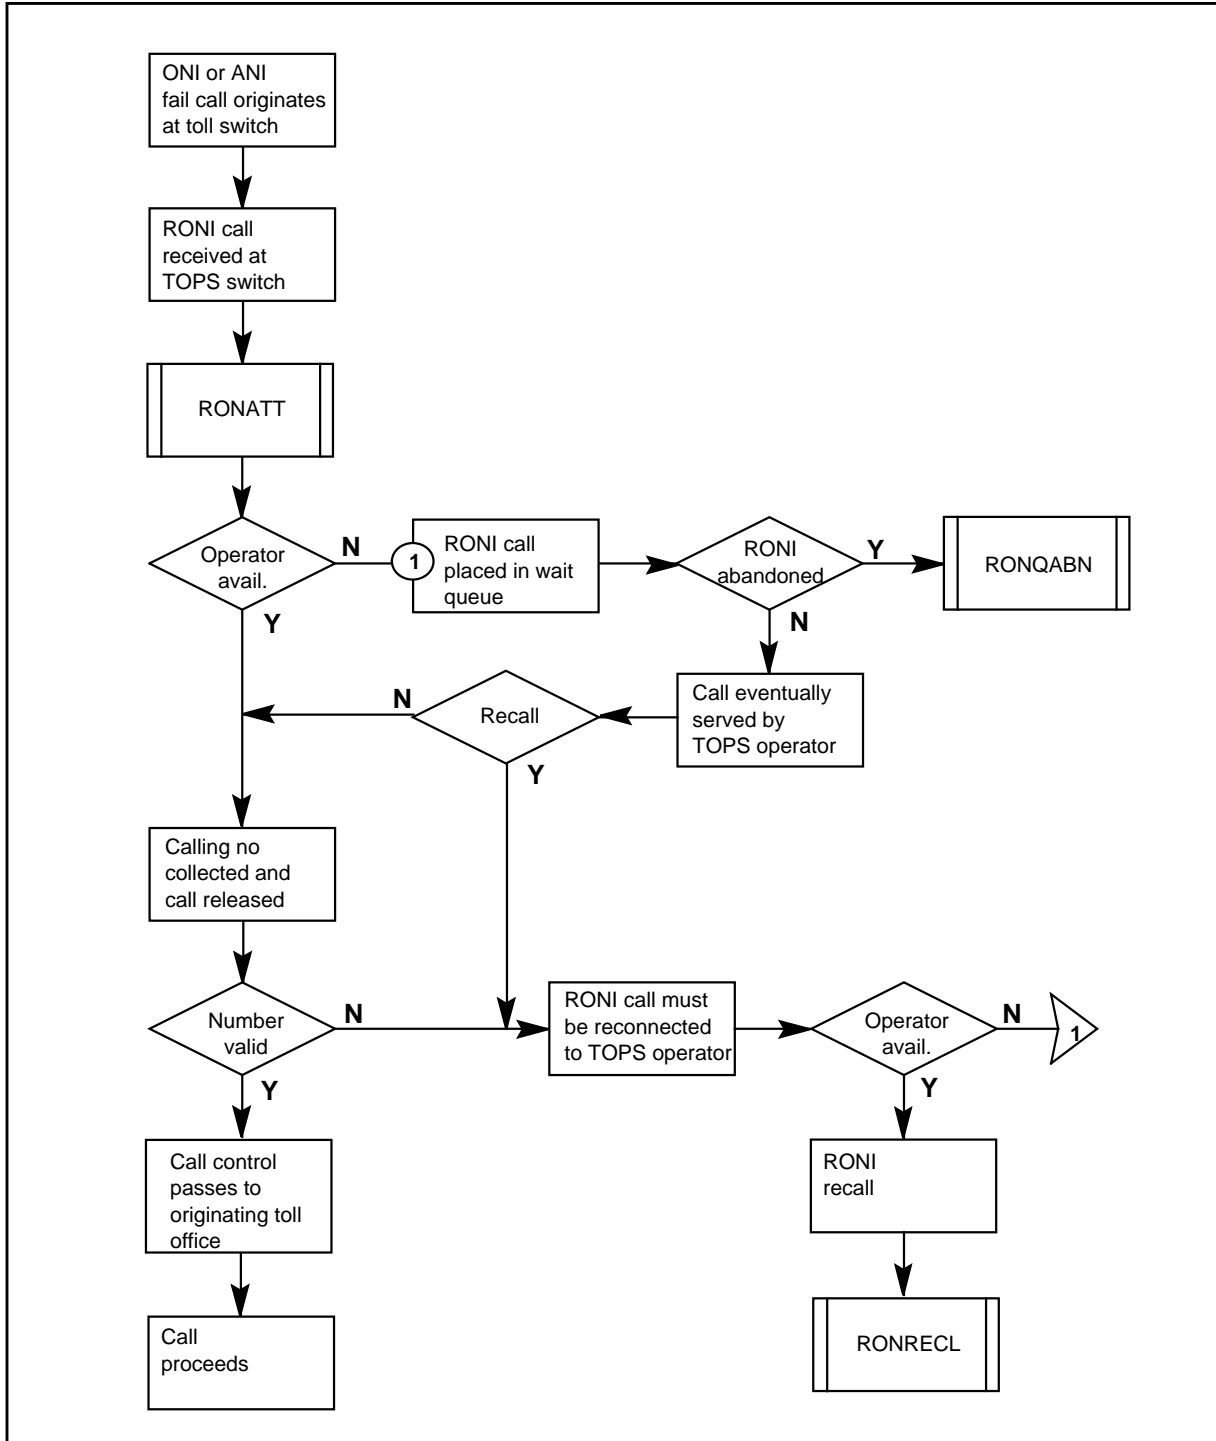 ONI or ANI
fail call originates
at toll switch
RONI call
received at
TOPS switch
RONATT
Operator
avail.
N
Y
1
RONI call
placed in wait
queue
RONI
abandoned
Y
N
RONQABN
Call eventually
served by
TOPS operator
Recall
N
Y
Calling no
collected and
call released
Number
valid
N
Y
RONI call must
be reconnected
to TOPS operator
Operator
avail.
N
1
Y
Call control
passes to
originating toll
office
RONI
recall
Call
proceeds
RONRECL